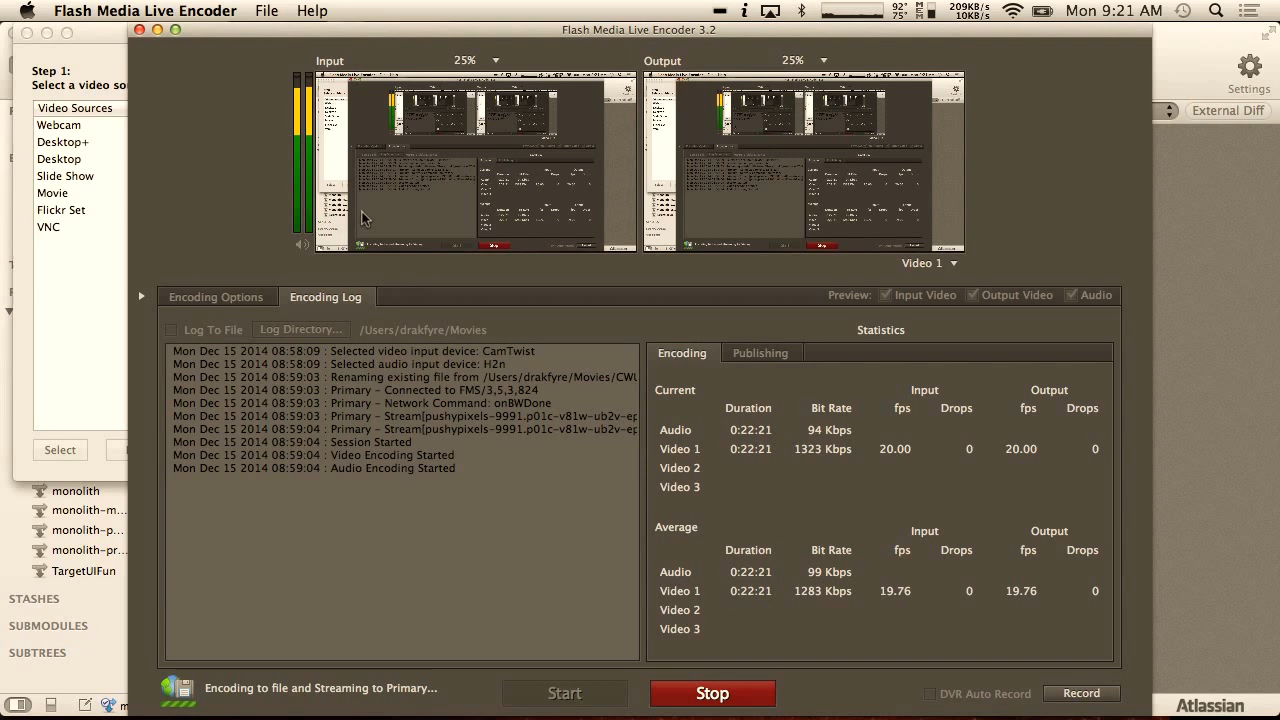 Flash Media Live Encoder File Help
92° 75° MEM 209KB/s 10KB/s Mon 9:21 AM
Flash Media Live Encoder 3.2
Step 1:
Select a video so
Video Sources
Webcam
Desktop+
Desktop
Slide Show
Movie
Flickr Set
VNC
Select
Input 25%
Output 25%
Video 1
Settings
External Diff
Encoding Options Encoding Log
Preview: Input Video Output Video Audio
Log To File Log Directory... /Users/drakfyre/Movies
Mon Dec 15 2014 08:58:09 : Selected video input device: CamTwist
Mon Dec 15 2014 08:58:09 : Selected audio input device: H2n
Mon Dec 15 2014 08:59:03 : Renaming existing file from /Users/drakfyre/Movies/CWU
Mon Dec 15 2014 08:59:03 : Primary - Connected to FMS/3,5,3,824
Mon Dec 15 2014 08:59:03 : Primary - Network Command: onBWDone
Mon Dec 15 2014 08:59:03 : Primary - Stream[pushypixels-9991.p01c-v81w-ub2v-ep
Mon Dec 15 2014 08:59:03 : Primary - Stream[pushypixels-9991.p01c-v81w-ub2v-ep
Mon Dec 15 2014 08:59:04 : Session Started
Mon Dec 15 2014 08:59:04 : Video Encoding Started
Mon Dec 15 2014 08:59:04 : Audio Encoding Started
Statistics
Encoding Publishing
Current Input Output
Duration Bit Rate fps Drops fps Drops
Audio 0:22:21 94 Kbps
Video 1 0:22:21 1323 Kbps 20.00 0 20.00 0
Video 2
Video 3
Average Input Output
Duration Bit Rate fps Drops fps Drops
Audio 0:22:21 99 Kbps
Video 1 0:22:21 1283 Kbps 19.76 0 19.76 0
Video 2
Video 3
monolith
monolith-m...
monolith-p...
monolith-pr...
TargetUIFun
STASHES
SUBMODULES
SUBTREES
Encoding to file and Streaming to Primary...
Start
Stop
DVR Auto Record
Record
Atlassian